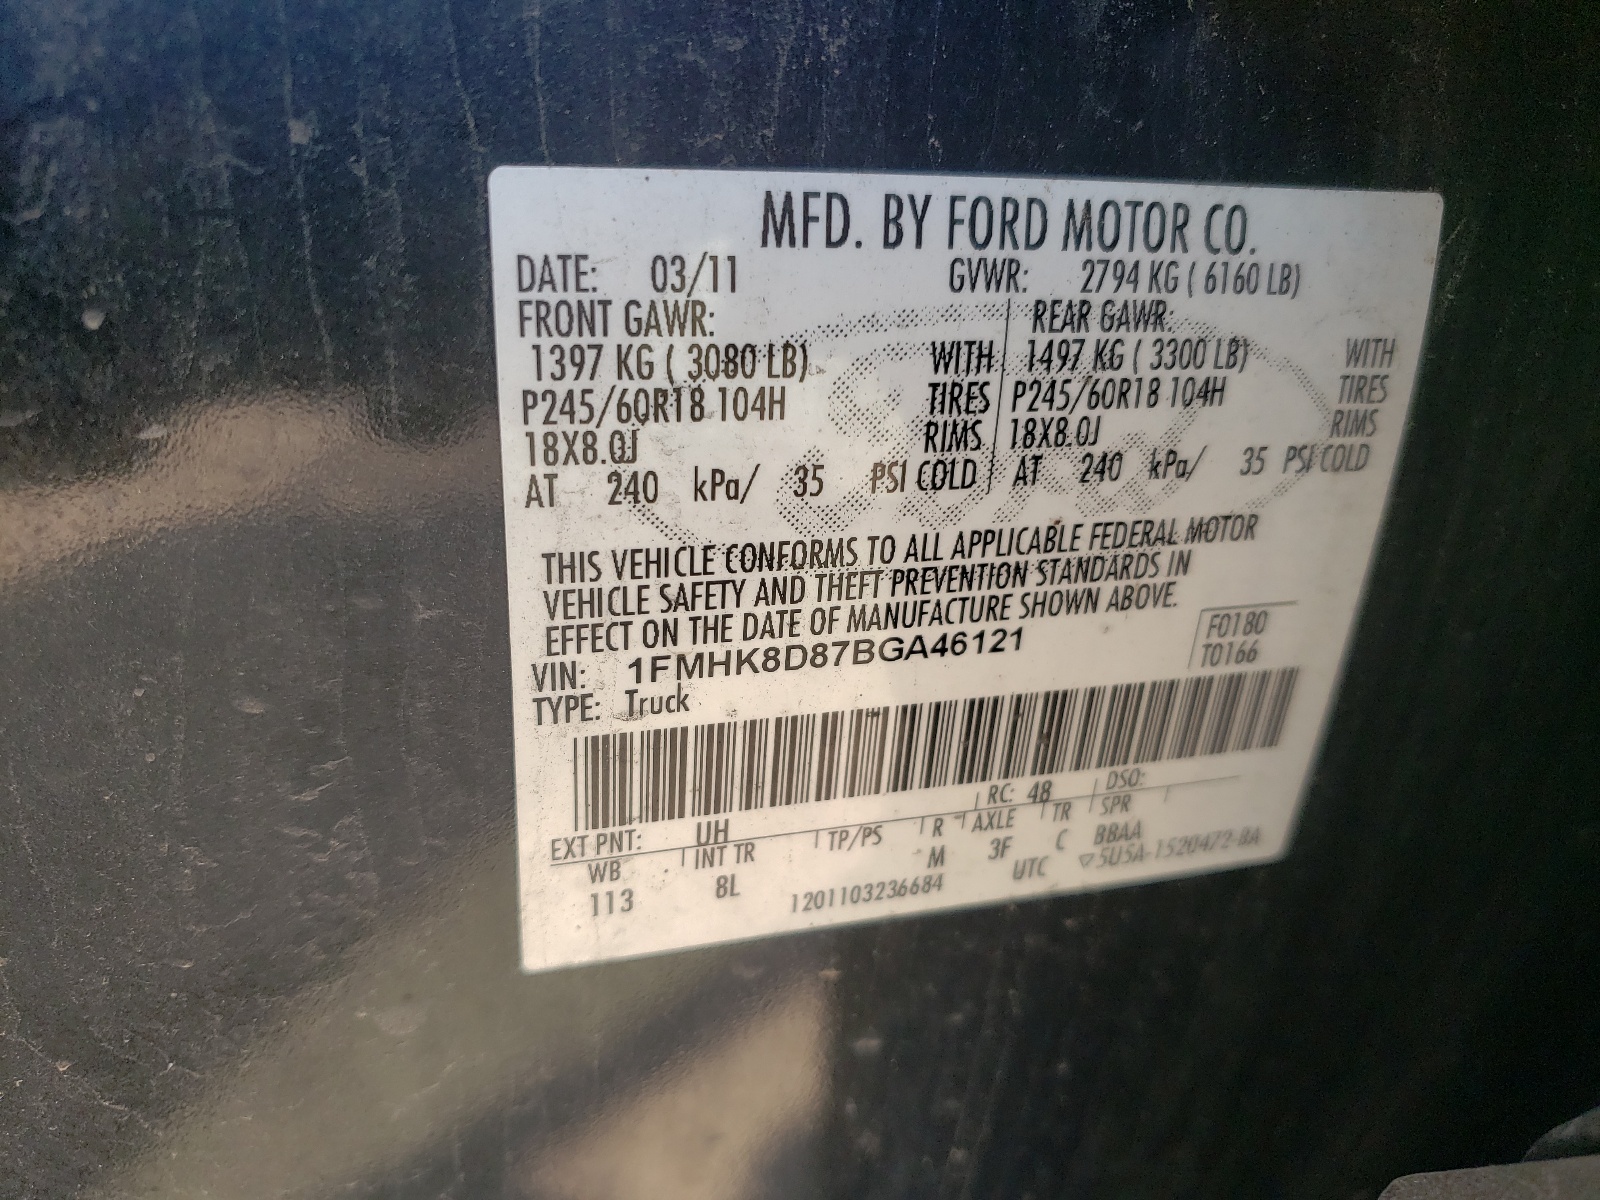 MFD. BY FORD MOTOR CO.
DATE: 03/11 GVWR: 2794 KG ( 6160 LB)
FRONT GAWR: REAR GAWR:
1397 KG ( 3080 LB) WITH 1497 KG ( 3300 LB) WITH
P245/60R18 104H TIRES P245/60R18 104H TIRES
18X8.0J RIMS 18X8.0J RIMS
AT 240 kPa/ 35 PSI COLD AT 240 kPa/ 35 PSI COLD
THIS VEHICLE CONFORMS TO ALL APPLICABLE FEDERAL MOTOR
VEHICLE SAFETY AND THEFT PREVENTION STANDARDS IN
EFFECT ON THE DATE OF MANUFACTURE SHOWN ABOVE.
VIN: 1FMHK8D87BGA46121 F0180
TYPE: Truck T0166
EXT PNT: UH RC: 48 DSO:
WB INT TR TP/PS R AXLE TR SPR
113 8L M 3F C BBAA
1201103236684 UTC ▽5U5A-1520472-BA